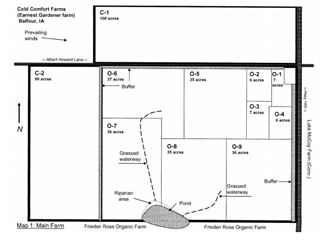 Cold Comfort Farms
(Earnest Gardener farm)
Balfour, IA
Prevailing
winds
Albert Howard Lane
C-1
100 acres
C-2
90 acres
O-6
37 acres
Buffer
O-5
35 acres
O-2
6 acres
O-1
7
acres
O-3
7 acres
O-4
6 acres
Hwy 165
Lake McCoy Farm (Conv.)
N
O-7
36 acres
Grassed
waterway
O-8
35 acres
O-9
36 acres
Grassed
waterway
Buffer
Riparian
area
Pond
Map 1: Main Farm
Frieden Rose Organic Farm
Frieden Rose Organic Farm